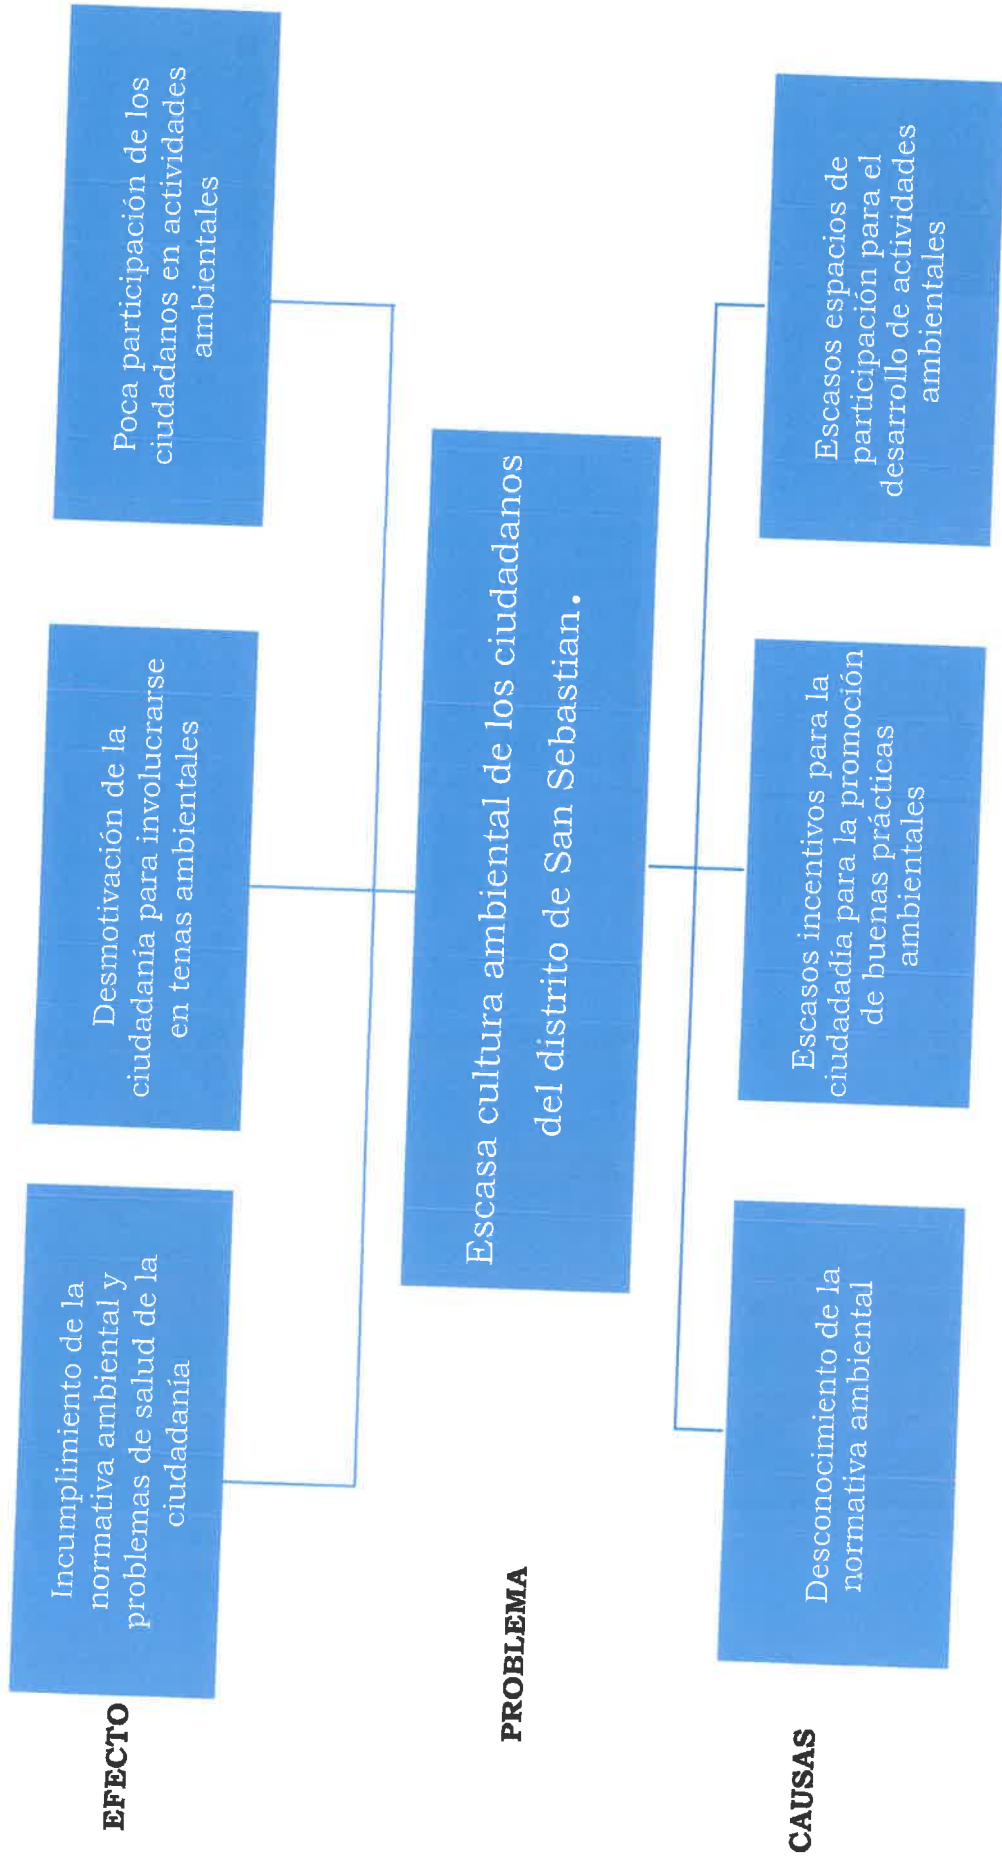 EFECTO
Incumplimiento de la
normativa ambiental y
problemas de salud de la
ciudadanía
Desmotivación de la
ciudadanía para involucrarse
en tenas ambientales
Poca participación de los
ciudadanos en actividades
ambientales
PROBLEMA
Escasa cultura ambiental de los ciudadanos
del distrito de San Sebastian.
CAUSAS
Desconocimiento de la
normativa ambiental
Escasos incentivos para la
ciudadadía para la promoción
de buenas prácticas
ambientales
Escasos espacios de
participación para el
desarrollo de actividades
ambientales